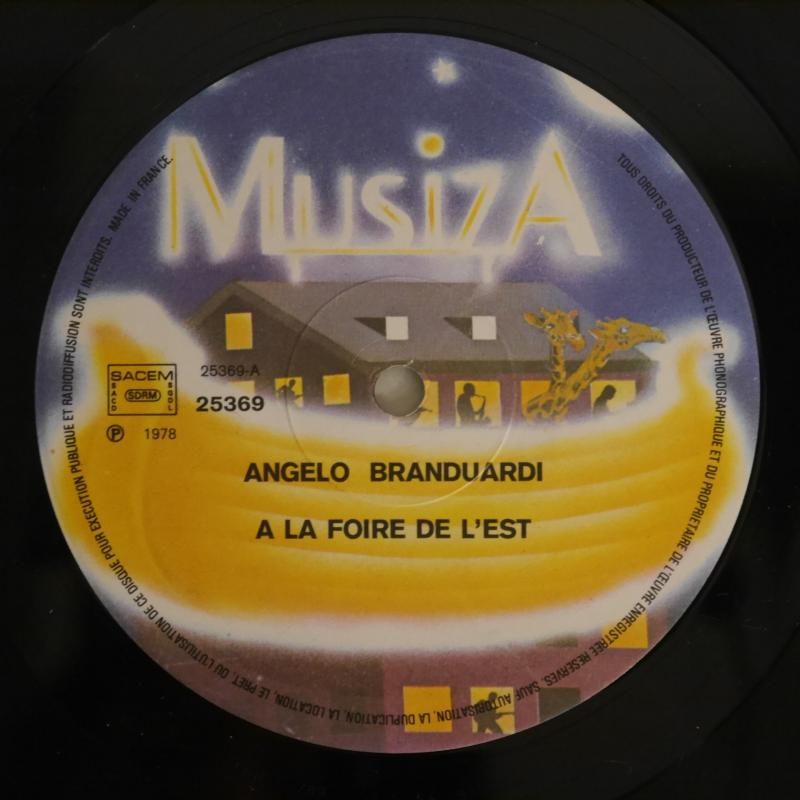 MUSIZA
TOUS DROITS DU PRODUCTEUR DE L'ŒUVRE PHONOGRAPHIQUE ET DU PROPRIETAIRE DE L'ŒUVRE ENREGISTREE RESERVES. SAUF AUTORISATION, LA DUPLICATION, LA LOCATION, LE PRET, OU L'UTILISATION DE CE DISQUE POUR EXECUTION PUBLIQUE ET RADIODIFFUSION SONT INTERDITS. MADE IN FRANCE.
SACEM
SACD
SDRM
SGDL
25369-A
25369
Ⓟ 1978
ANGELO BRANDUARDI
A LA FOIRE DE L'EST